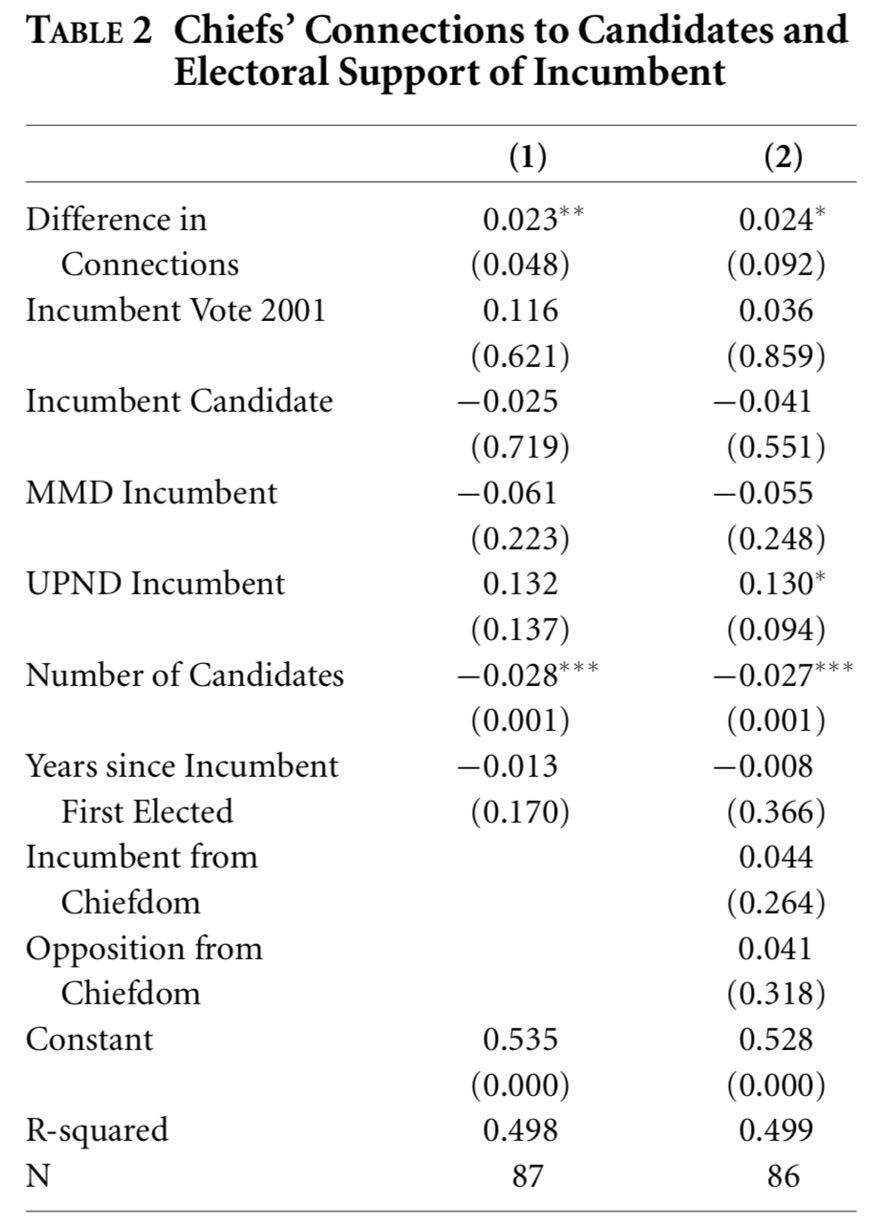 TABLE 2 Chiefs’ Connections to Candidates and
Electoral Support of Incumbent
(1) (2)
Difference in 0.023** 0.024*
Connections (0.048) (0.092)
Incumbent Vote 2001 0.116 0.036
(0.621) (0.859)
Incumbent Candidate −0.025 −0.041
(0.719) (0.551)
MMD Incumbent −0.061 −0.055
(0.223) (0.248)
UPND Incumbent 0.132 0.130*
(0.137) (0.094)
Number of Candidates −0.028*** −0.027***
(0.001) (0.001)
Years since Incumbent −0.013 −0.008
First Elected (0.170) (0.366)
Incumbent from 0.044
Chiefdom (0.264)
Opposition from 0.041
Chiefdom (0.318)
Constant 0.535 0.528
(0.000) (0.000)
R-squared 0.498 0.499
N 87 86